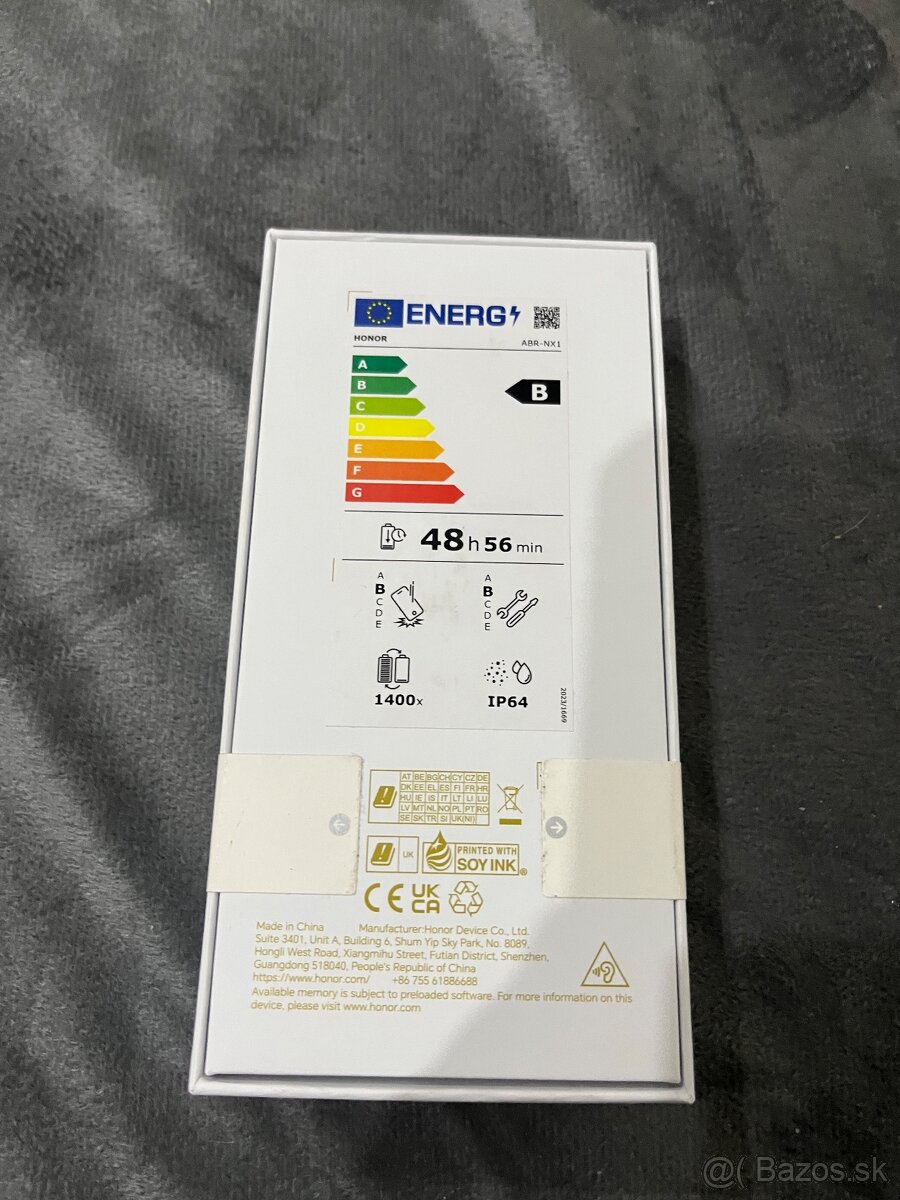 ENERG
HONOR ABR-NX1
A
B
C
D
E
F
G
B
48 h 56 min
A
B
C
D
E
A
B
C
D
E
1400x
IP64
2023/1669
AT BE BG CH CY CZ DE
DK EE EL ES FI FR HR
HU IE IS IT LT LI LU
LV MT NL NO PL PT RO
SE SK TR SI UK(NI)
UK
PRINTED WITH
SOY INK®
CE UK
CA
Made in China Manufacturer:Honor Device Co., Ltd.
Suite 3401, Unit A, Building 6, Shum Yip Sky Park, No. 8089,
Hongli West Road, Xiangmihu Street, Futian District, Shenzhen,
Guangdong 518040, People's Republic of China
https://www.honor.com/ +86 755 61886688
Available memory is subject to preloaded software. For more information on this
device, please visit www.honor.com
@( Bazos.sk